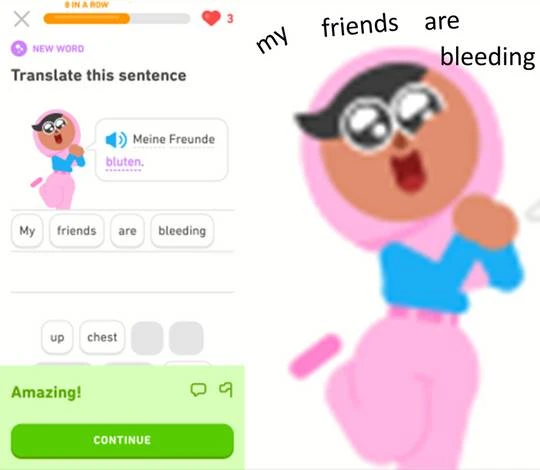 8 IN A ROW
3
NEW WORD
Translate this sentence
Meine Freunde
bluten.
My friends are bleeding
up chest
Amazing!
CONTINUE
my friends are
bleeding